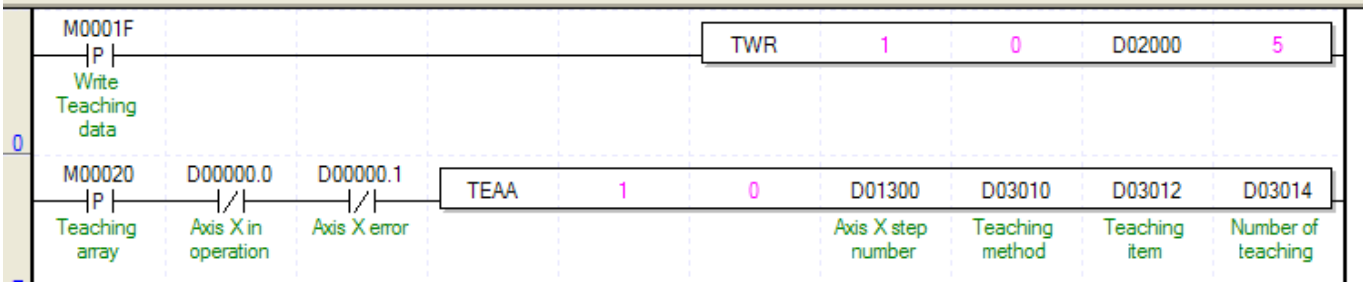 M0001F
P
TWR 1 0 D02000 5
Write
Teaching
data
0
M00020 D00000.0 D00000.1
P
TEAA 1 0 D01300 D03010 D03012 D03014
Teaching Axis X in Axis X error Axis X step Teaching Teaching Number of
array operation number method item teaching